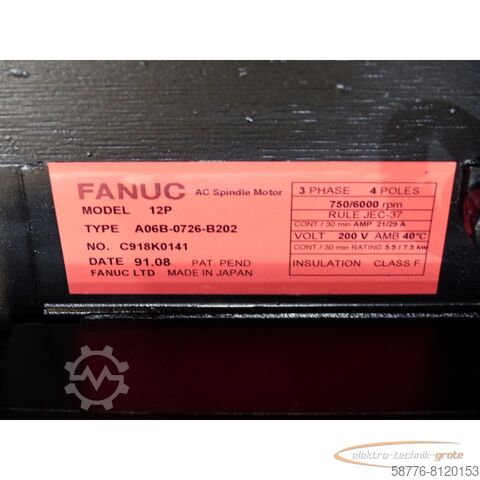 FANUC AC Spindle Motor
MODEL 12P
TYPE A06B-0726-B202
NO. C918K0141
DATE 91.08 PAT. PEND
FANUC LTD MADE IN JAPAN
3 PHASE 4 POLES
750/6000 rpm
RULE JEC-37
CONT / 30 min AMP 21/29 A
VOLT 200 V AMB 40°C
CONT / 30 min RATING 5.5 / 7.5 kw
INSULATION CLASS F
elektro-technik-grote
58776-8120153